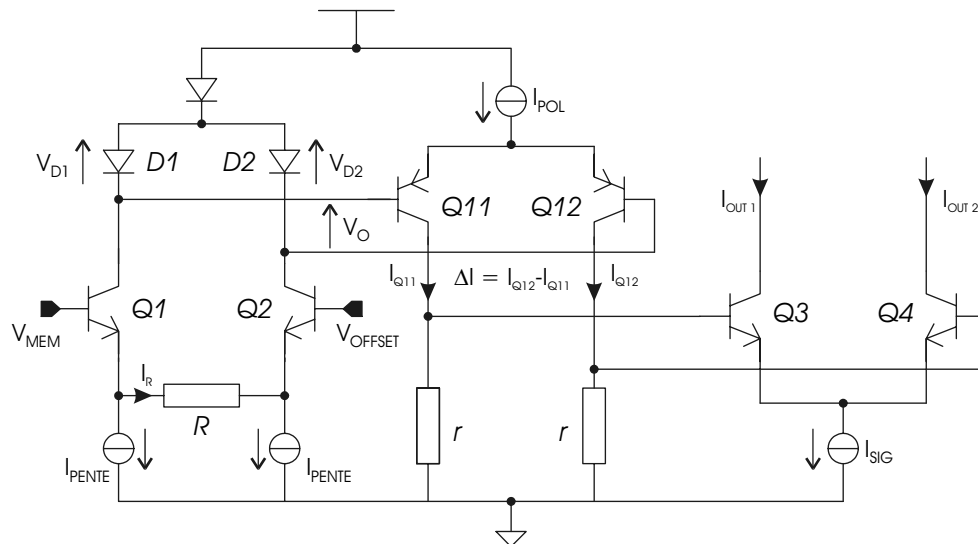 I_POL
V_D1
D1
D2
V_D2
Q11
Q12
V_O
I_OUT 1
I_OUT 2
I_Q11
ΔI = I_Q12-I_Q11
I_Q12
Q1
Q2
Q3
Q4
V_MEM
V_OFFSET
I_R
R
r
r
I_PENTE
I_PENTE
I_SIG